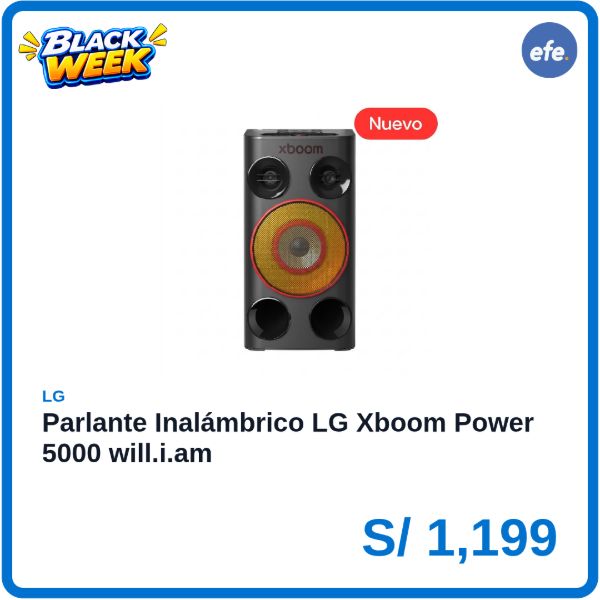 BLACK
WEEK
efe.
Nuevo
xboom
LG
Parlante Inalámbrico LG Xboom Power
5000 will.i.am
S/ 1,199